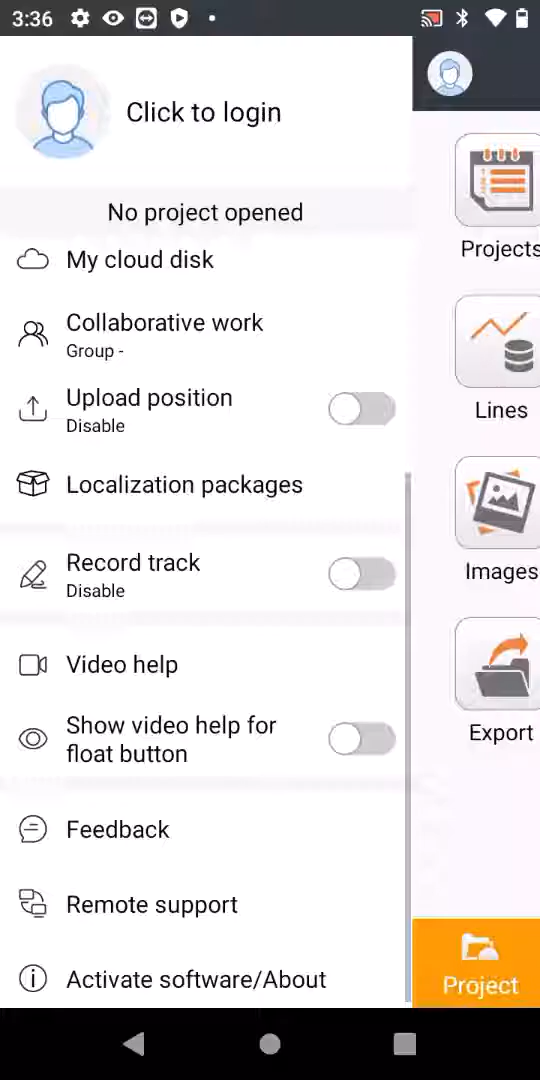 3:36
Click to login
No project opened
My cloud disk
Collaborative work
Group -
Upload position
Disable
Localization packages
Record track
Disable
Video help
Show video help for
float button
Feedback
Remote support
Activate software/About
Projects
Lines
Images
Export
Project